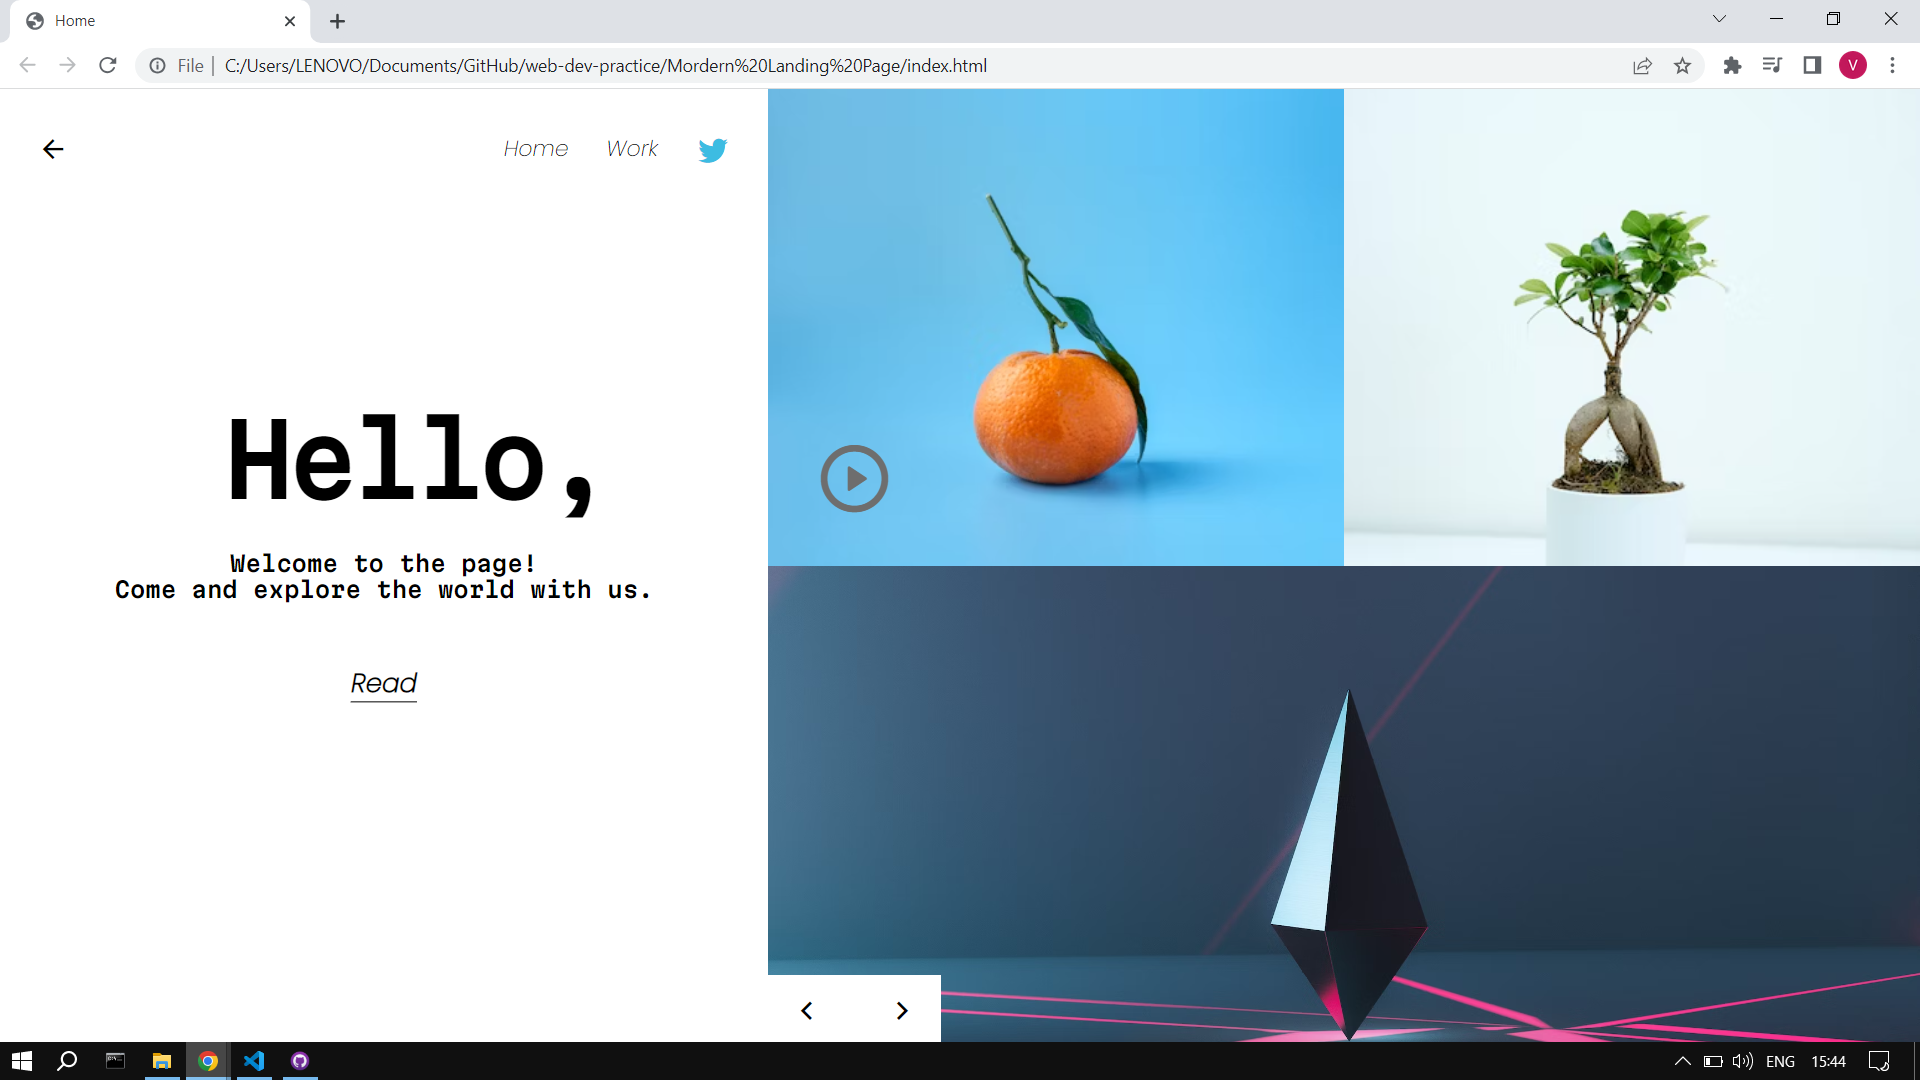 Home
File
C:/Users/LENOVO/Documents/GitHub/web-dev-practice/Mordern%20Landing%20Page/index.html
V
Home Work
Hello,
Welcome to the page!
Come and explore the world with us.
Read
ENG 15:44